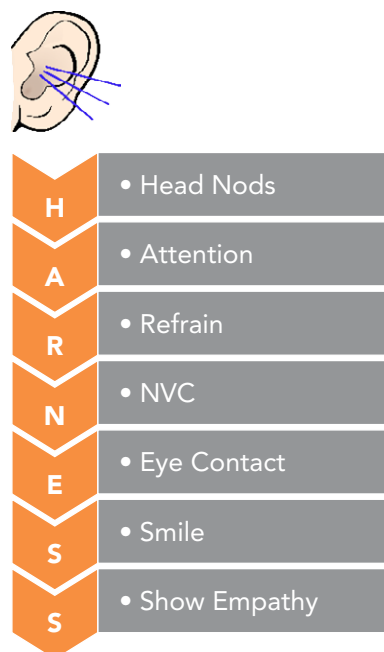 H
• Head Nods
A
• Attention
R
• Refrain
N
• NVC
E
• Eye Contact
S
• Smile
S
• Show Empathy